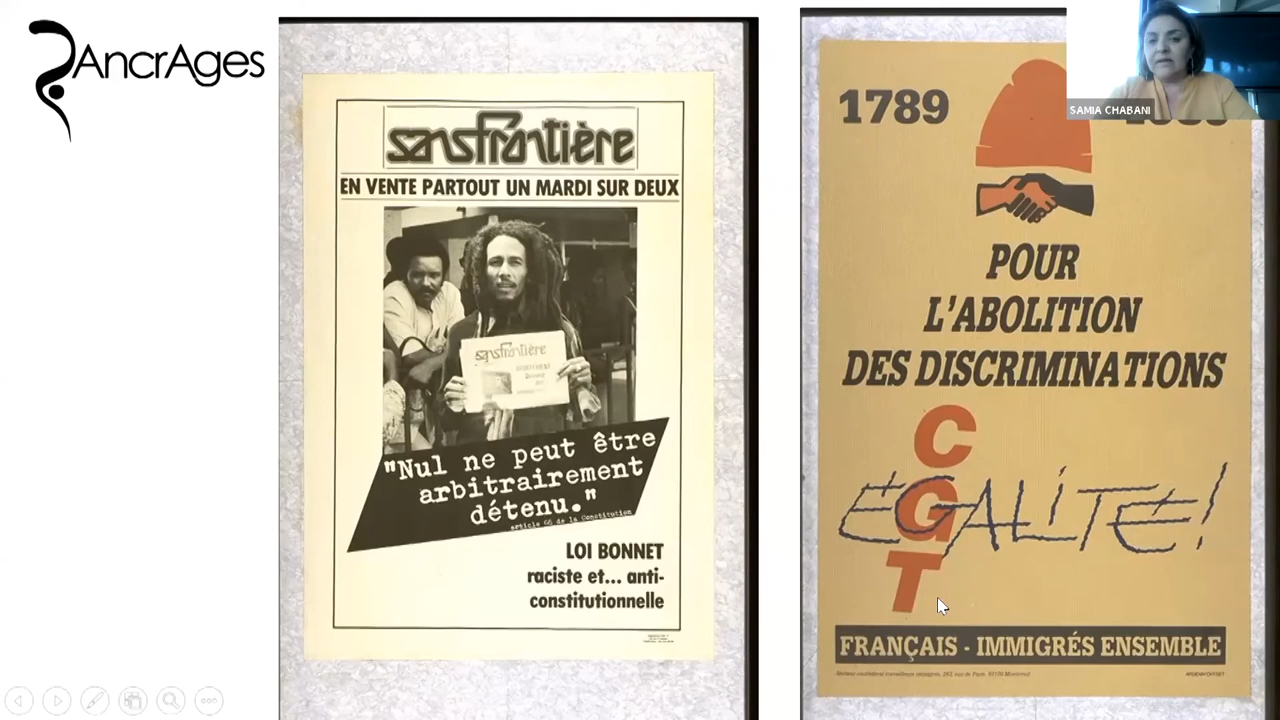 AncrAges
sansfrontière
EN VENTE PARTOUT UN MARDI SUR DEUX
sansfrontière
"Nul ne peut être
arbitrairement
détenu."
article 66 de la Constitution
LOI BONNET
raciste et... anti-
constitutionnelle
1789
SAMIA CHABANI
POUR
L'ABOLITION
DES DISCRIMINATIONS
CGT
ÉGALITÉ!
FRANÇAIS - IMMIGRÉS ENSEMBLE